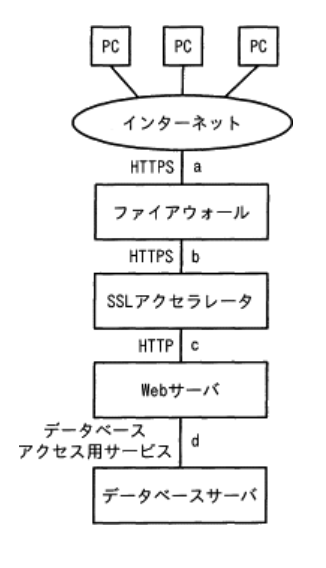 PC PC PC
インターネット
HTTPS a
ファイアウォール
HTTPS b
SSLアクセラレータ
HTTP c
Webサーバ
データベース
アクセス用サービス d
データベースサーバ